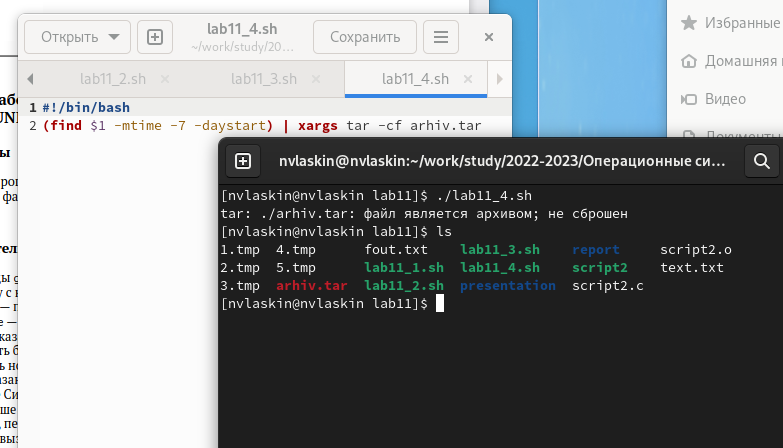 Открыть
lab11_4.sh
~/work/study/20…
Сохранить
lab11_2.sh
lab11_3.sh
lab11_4.sh
1 #!/bin/bash
2 (find $1 -mtime -7 -daystart) | xargs tar -cf arhiv.tar
Избранные
Домашняя
Видео
Документы
nvlaskin@nvlaskin:~/work/study/2022-2023/Операционные си…
[nvlaskin@nvlaskin lab11]$ ./lab11_4.sh
tar: ./arhiv.tar: файл является архивом; не сброшен
[nvlaskin@nvlaskin lab11]$ ls
1.tmp 4.tmp fout.txt lab11_3.sh report script2.o
2.tmp 5.tmp lab11_1.sh lab11_4.sh script2 text.txt
3.tmp arhiv.tar lab11_2.sh presentation script2.c
[nvlaskin@nvlaskin lab11]$